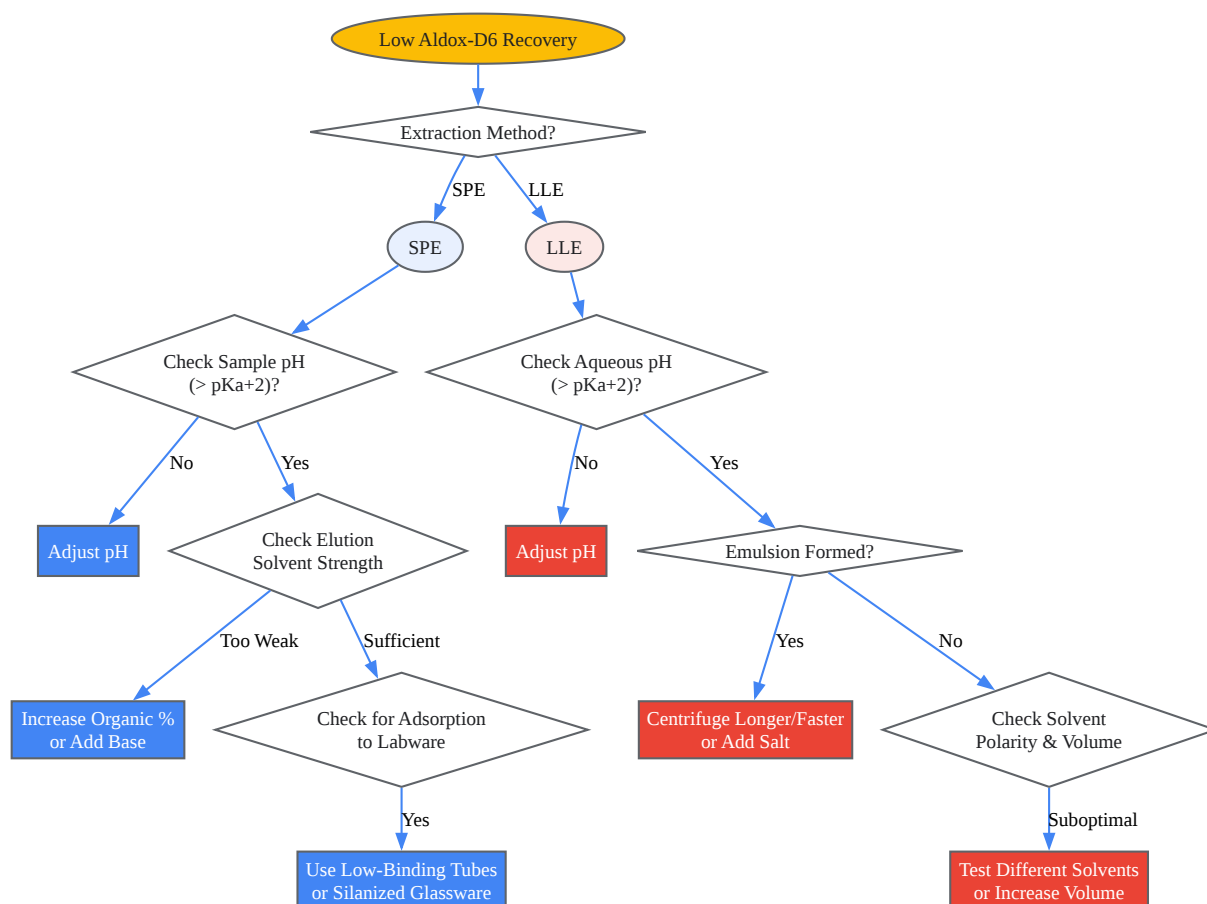 Low Aldox-D6 Recovery
Extraction Method?
SPE
LLE
SPE
LLE
Check Sample pH
(> pKa+2)?
Check Aqueous pH
(> pKa+2)?
No
Yes
No
Yes
Adjust pH
Check Elution
Solvent Strength
Adjust pH
Emulsion Formed?
Too Weak
Sufficient
Yes
No
Increase Organic %
or Add Base
Check for Adsorption
to Labware
Centrifuge Longer/Faster
or Add Salt
Check Solvent
Polarity & Volume
Yes
Suboptimal
Use Low-Binding Tubes
or Silanized Glassware
Test Different Solvents
or Increase Volume